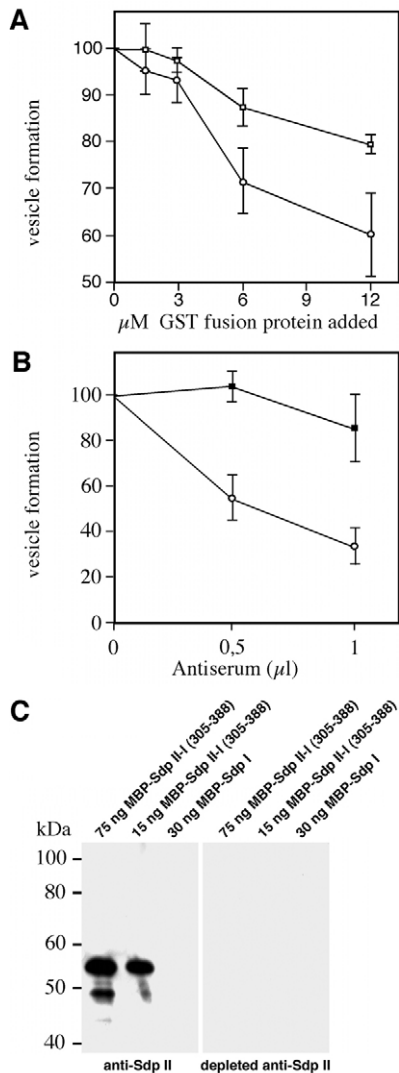 A
vesicle formation
100
90
80
70
60
50
0 3 6 9 12
µM GST fusion protein added
B
vesicle formation
100
80
60
40
20
0
0 0,5 1
Antiserum (µl)
C
75 ng MBP-Sdp II-I (305-388)
15 ng MBP-Sdp II-I (305-388)
30 ng MBP-Sdp I
75 ng MBP-Sdp II-I (305-388)
15 ng MBP-Sdp II-I (305-388)
30 ng MBP-Sdp I
kDa
100
80
60
50
40
anti-Sdp II depleted anti-Sdp II